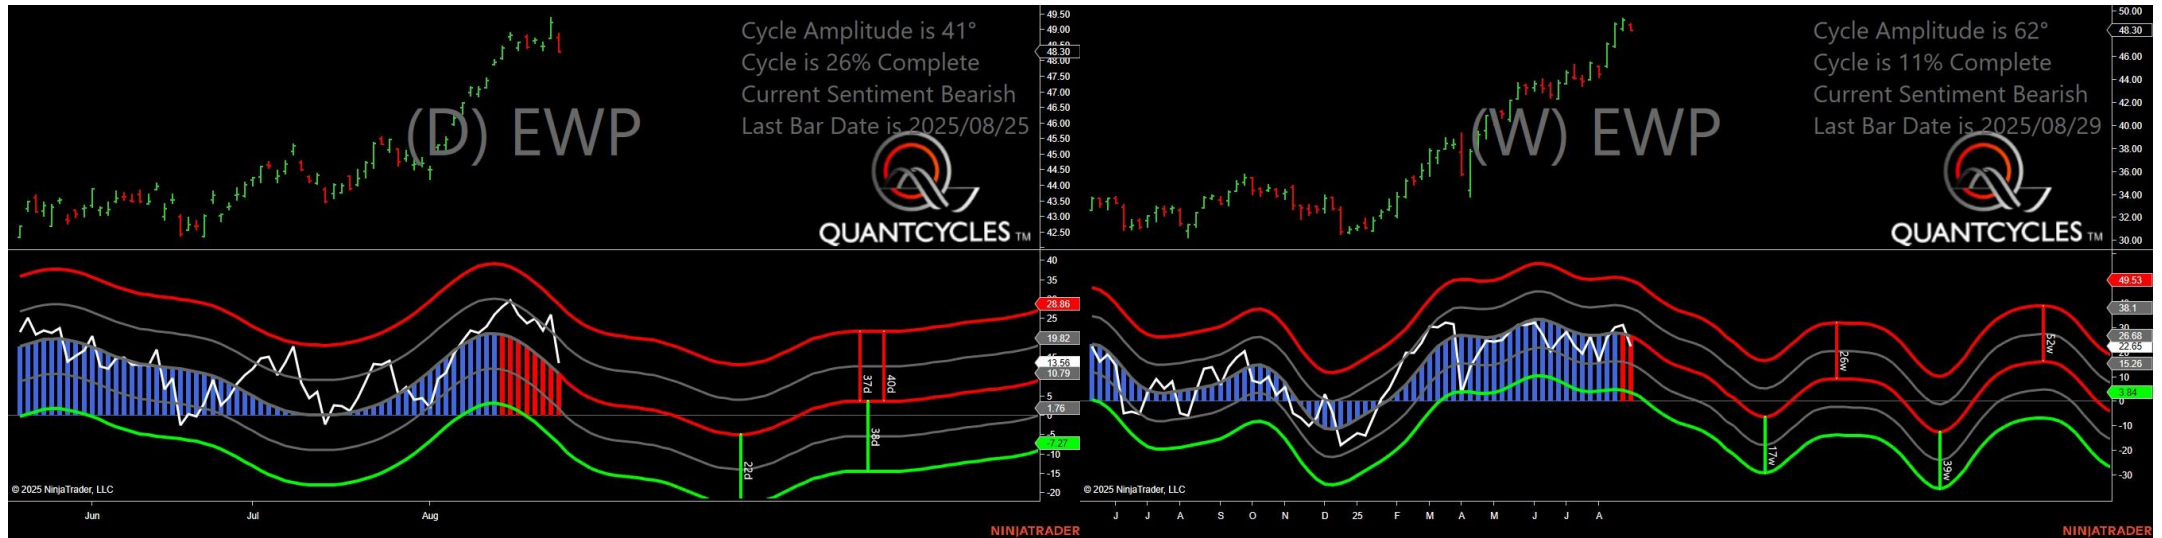 Cycle Amplitude is 41°
Cycle is 26% Complete
Current Sentiment Bearish
Last Bar Date is 2025/08/25
(D) EWP
QUANTCYCLES TM
49.50
49.00
48.30
48.00
47.50
47.00
46.50
46.00
45.50
45.00
44.50
44.00
43.50
43.00
42.50
40
35
28.86
25
19.82
13.56
10.79
5
1.76
-5
-7.27
-10
-15
-20
37d
40d
38d
22d
© 2025 NinjaTrader, LLC
Jun
Jul
Aug
NINJATRADER
Cycle Amplitude is 62°
Cycle is 11% Complete
Current Sentiment Bearish
Last Bar Date is 2025/08/29
(W) EWP
QUANTCYCLES TM
50.00
48.30
46.00
44.00
42.00
40.00
38.00
36.00
34.00
32.00
30.00
49.53
38.1
30
26.68
22.65
15.26
10
3.84
0
-10
-20
-30
26w
52w
17w
39w
© 2025 NinjaTrader, LLC
J
J
A
S
O
N
D
25
F
M
A
M
J
J
A
NINJATRADER